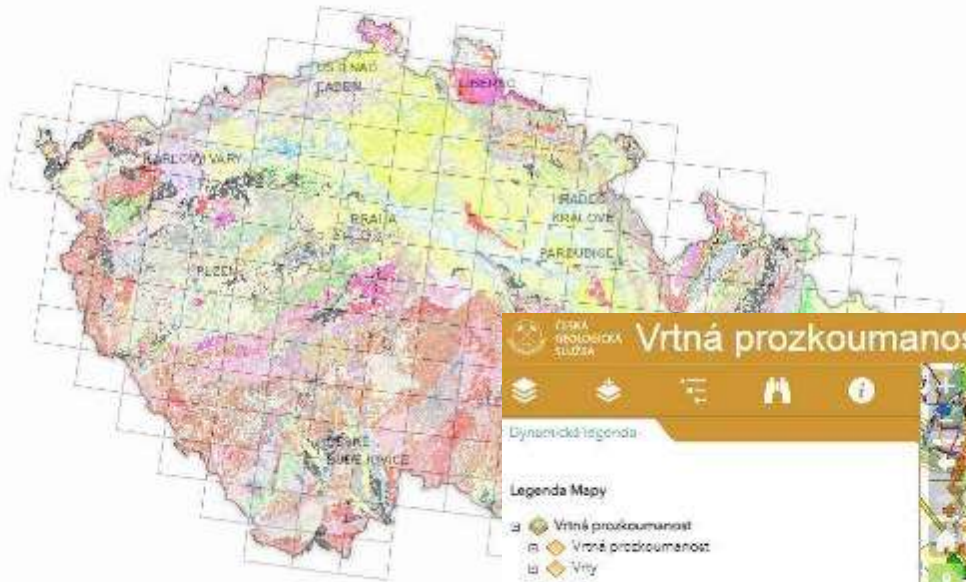 ÚSTÍ NAD
LABEM
LIBEREC
KARLOVY VARY
HRADEC
KRÁLOVÉ
PRAHA
PARDUBICE
PLZEŇ
ČESKÉ
BUDĚJOVICE
ČESKÁ
GEOLOGICKÁ
SLUŽBA
Vrtná prozkoumanos
Dynamická legenda
Legenda Mapy
Vrtná prozkoumanost
Vrtná prozkoumanost
Vrty